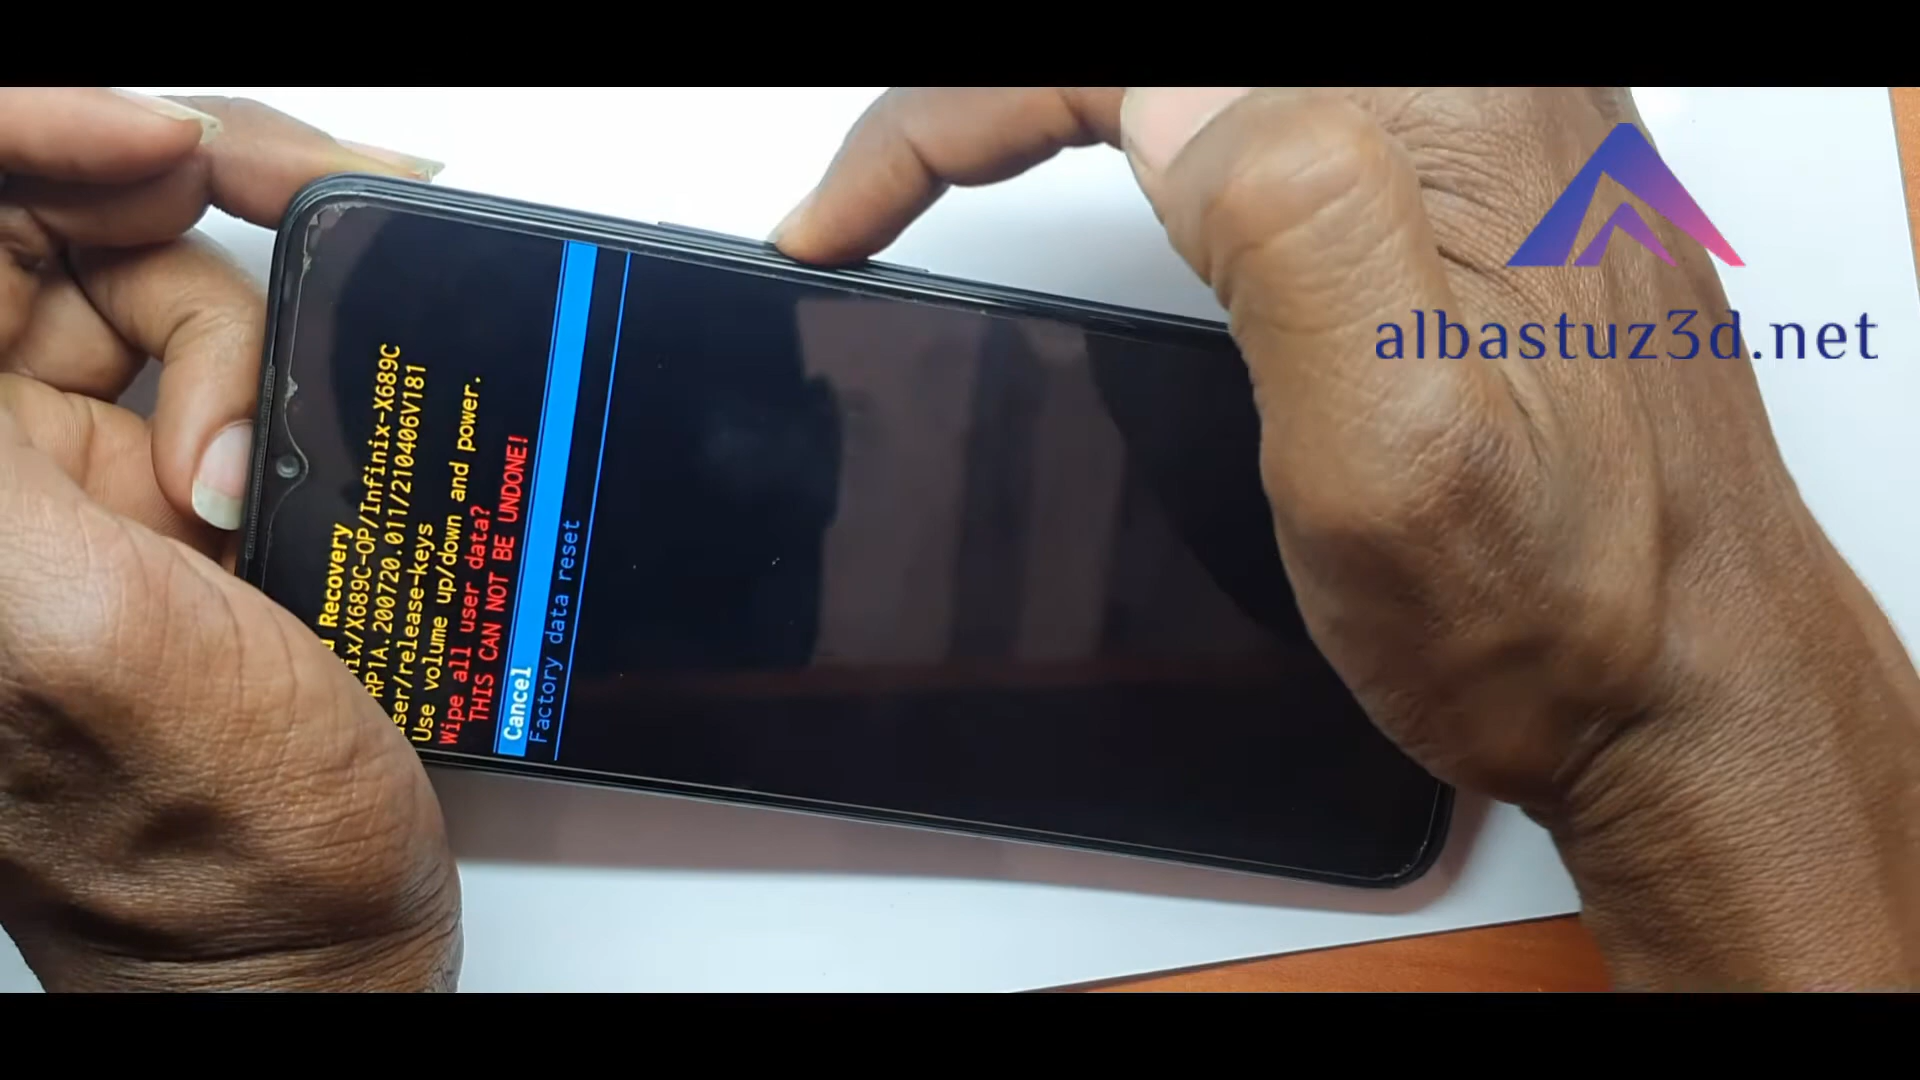 Recovery
/X689C-OP/Infinix-X689C
RP1A.200720.011/210406V181
user/release-keys
Use volume up/down and power.
Wipe all user data?
THIS CAN NOT BE UNDONE!
Cancel
Factory data reset
albastuz3d.net